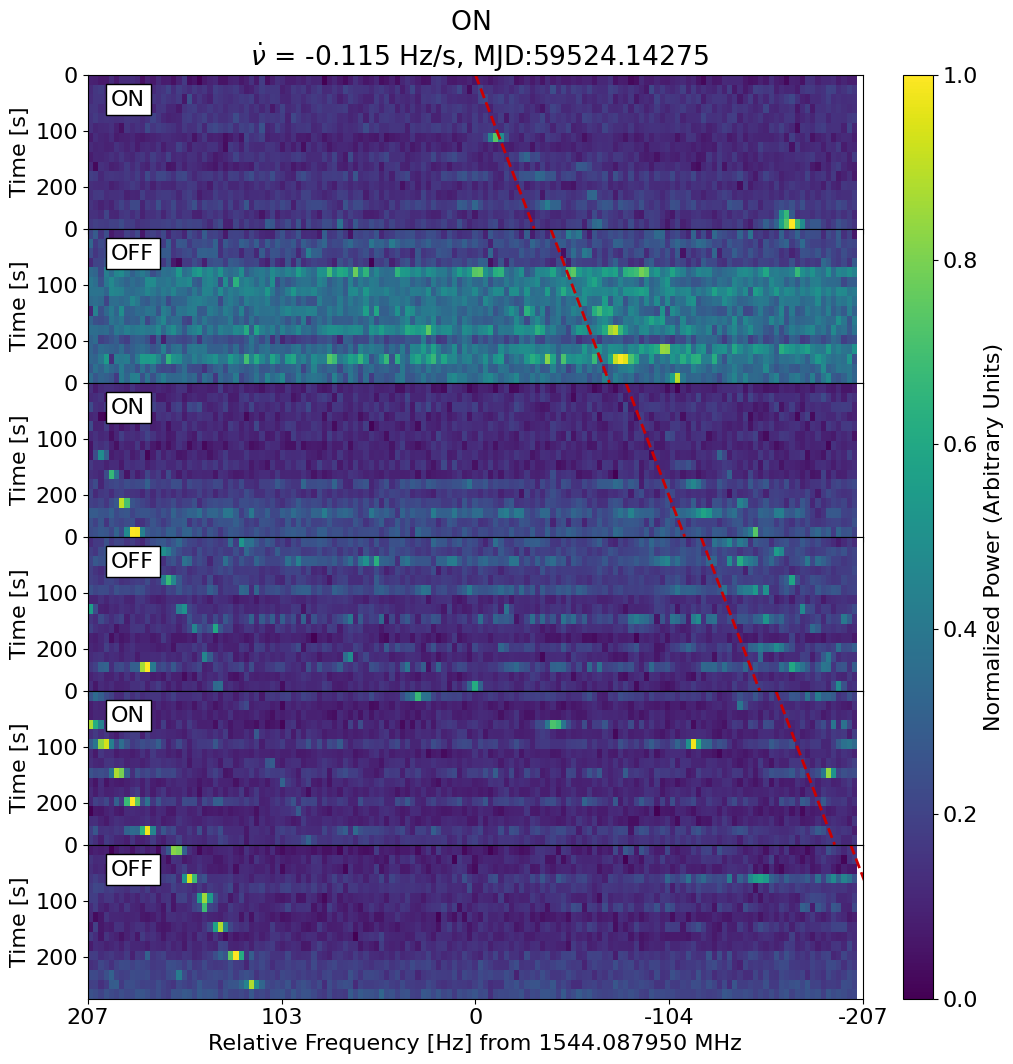 ON
ν̇ = -0.115 Hz/s, MJD:59524.14275
0
ON
100
Time [s]
200
0
OFF
100
Time [s]
200
0
ON
100
Time [s]
200
0
OFF
100
Time [s]
200
0
ON
100
Time [s]
200
0
OFF
100
Time [s]
200
207 103 0 -104 -207
Relative Frequency [Hz] from 1544.087950 MHz
1.0
0.8
0.6
0.4
0.2
0.0
Normalized Power (Arbitrary Units)